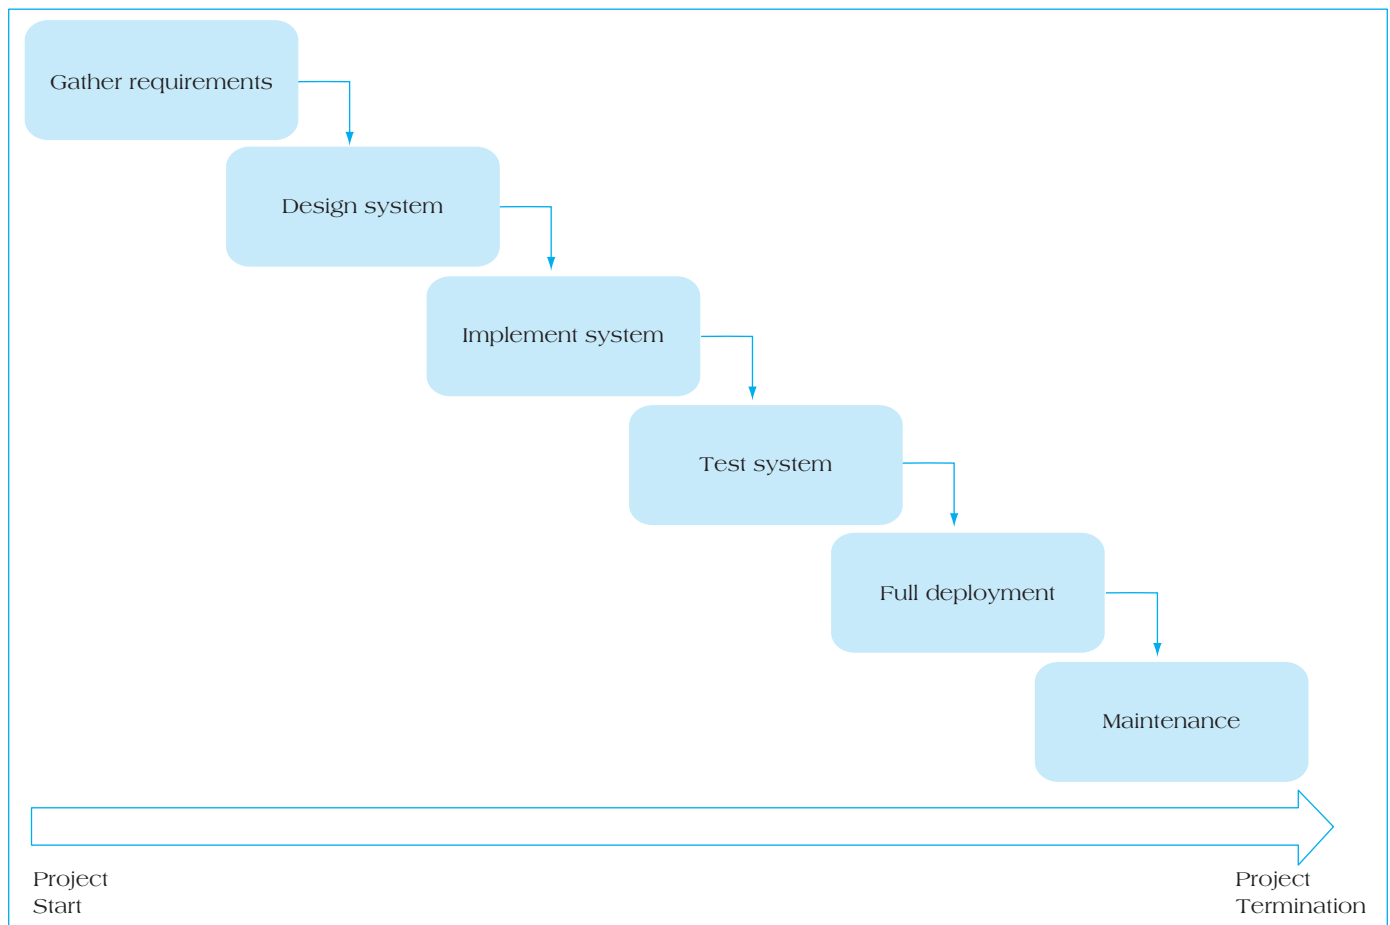 Gather requirements
Design system
Implement system
Test system
Full deployment
Maintenance
Project
Start
Project
Termination